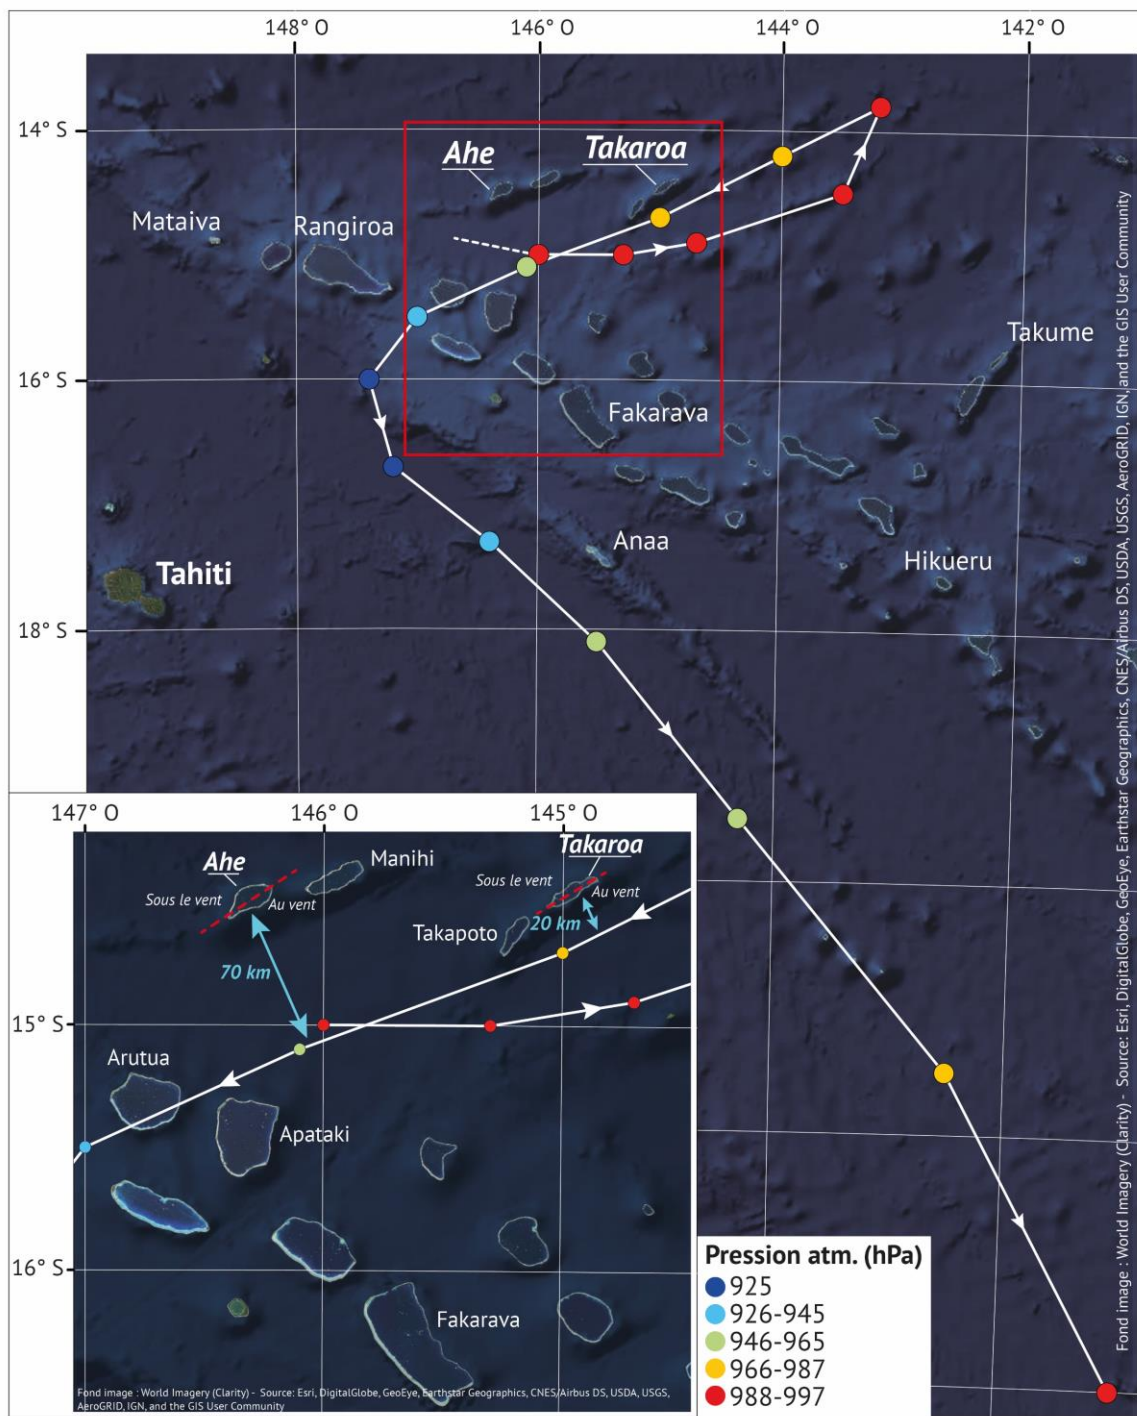 148° O
146° O
144° O
142° O
14° S
16° S
18° S
Ahe
Takaroa
Mataiva
Rangiroa
Takume
Fakarava
Anaa
Hikueru
Tahiti
Fond image : World Imagery (Clarity) - Source: Esri, DigitalGlobe, GeoEye, Earthstar Geographics, CNES/Airbus DS, USDA, USGS, AeroGRID, IGN, and the GIS User Community
147° O
146° O
145° O
15° S
16° S
Ahe
Manihi
Takaroa
Sous le vent
Au vent
Sous le vent
Au vent
Takapoto
20 km
70 km
Arutua
Apataki
Fakarava
Fond image : World Imagery (Clarity) - Source: Esri, DigitalGlobe, GeoEye, Earthstar Geographics, CNES/Airbus DS, USDA, USGS,
AeroGRID, IGN, and the GIS User Community
Pression atm. (hPa)
925
926-945
946-965
966-987
988-997